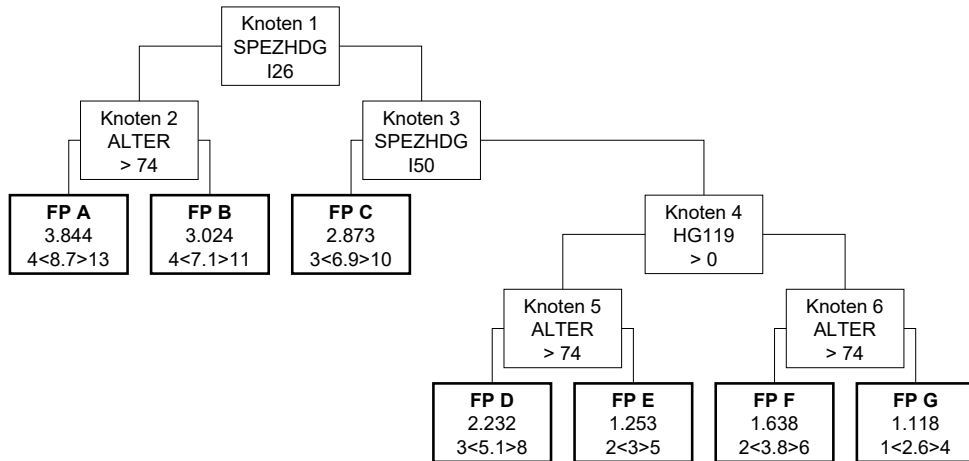 Knoten 1
SPEZHDG
I26
Knoten 2
ALTER
> 74
Knoten 3
SPEZHDG
I50
FP A
3.844
4<8.7>13
FP B
3.024
4<7.1>11
FP C
2.873
3<6.9>10
Knoten 4
HG119
> 0
Knoten 5
ALTER
> 74
Knoten 6
ALTER
> 74
FP D
2.232
3<5.1>8
FP E
1.253
2<3>5
FP F
1.638
2<3.8>6
FP G
1.118
1<2.6>4